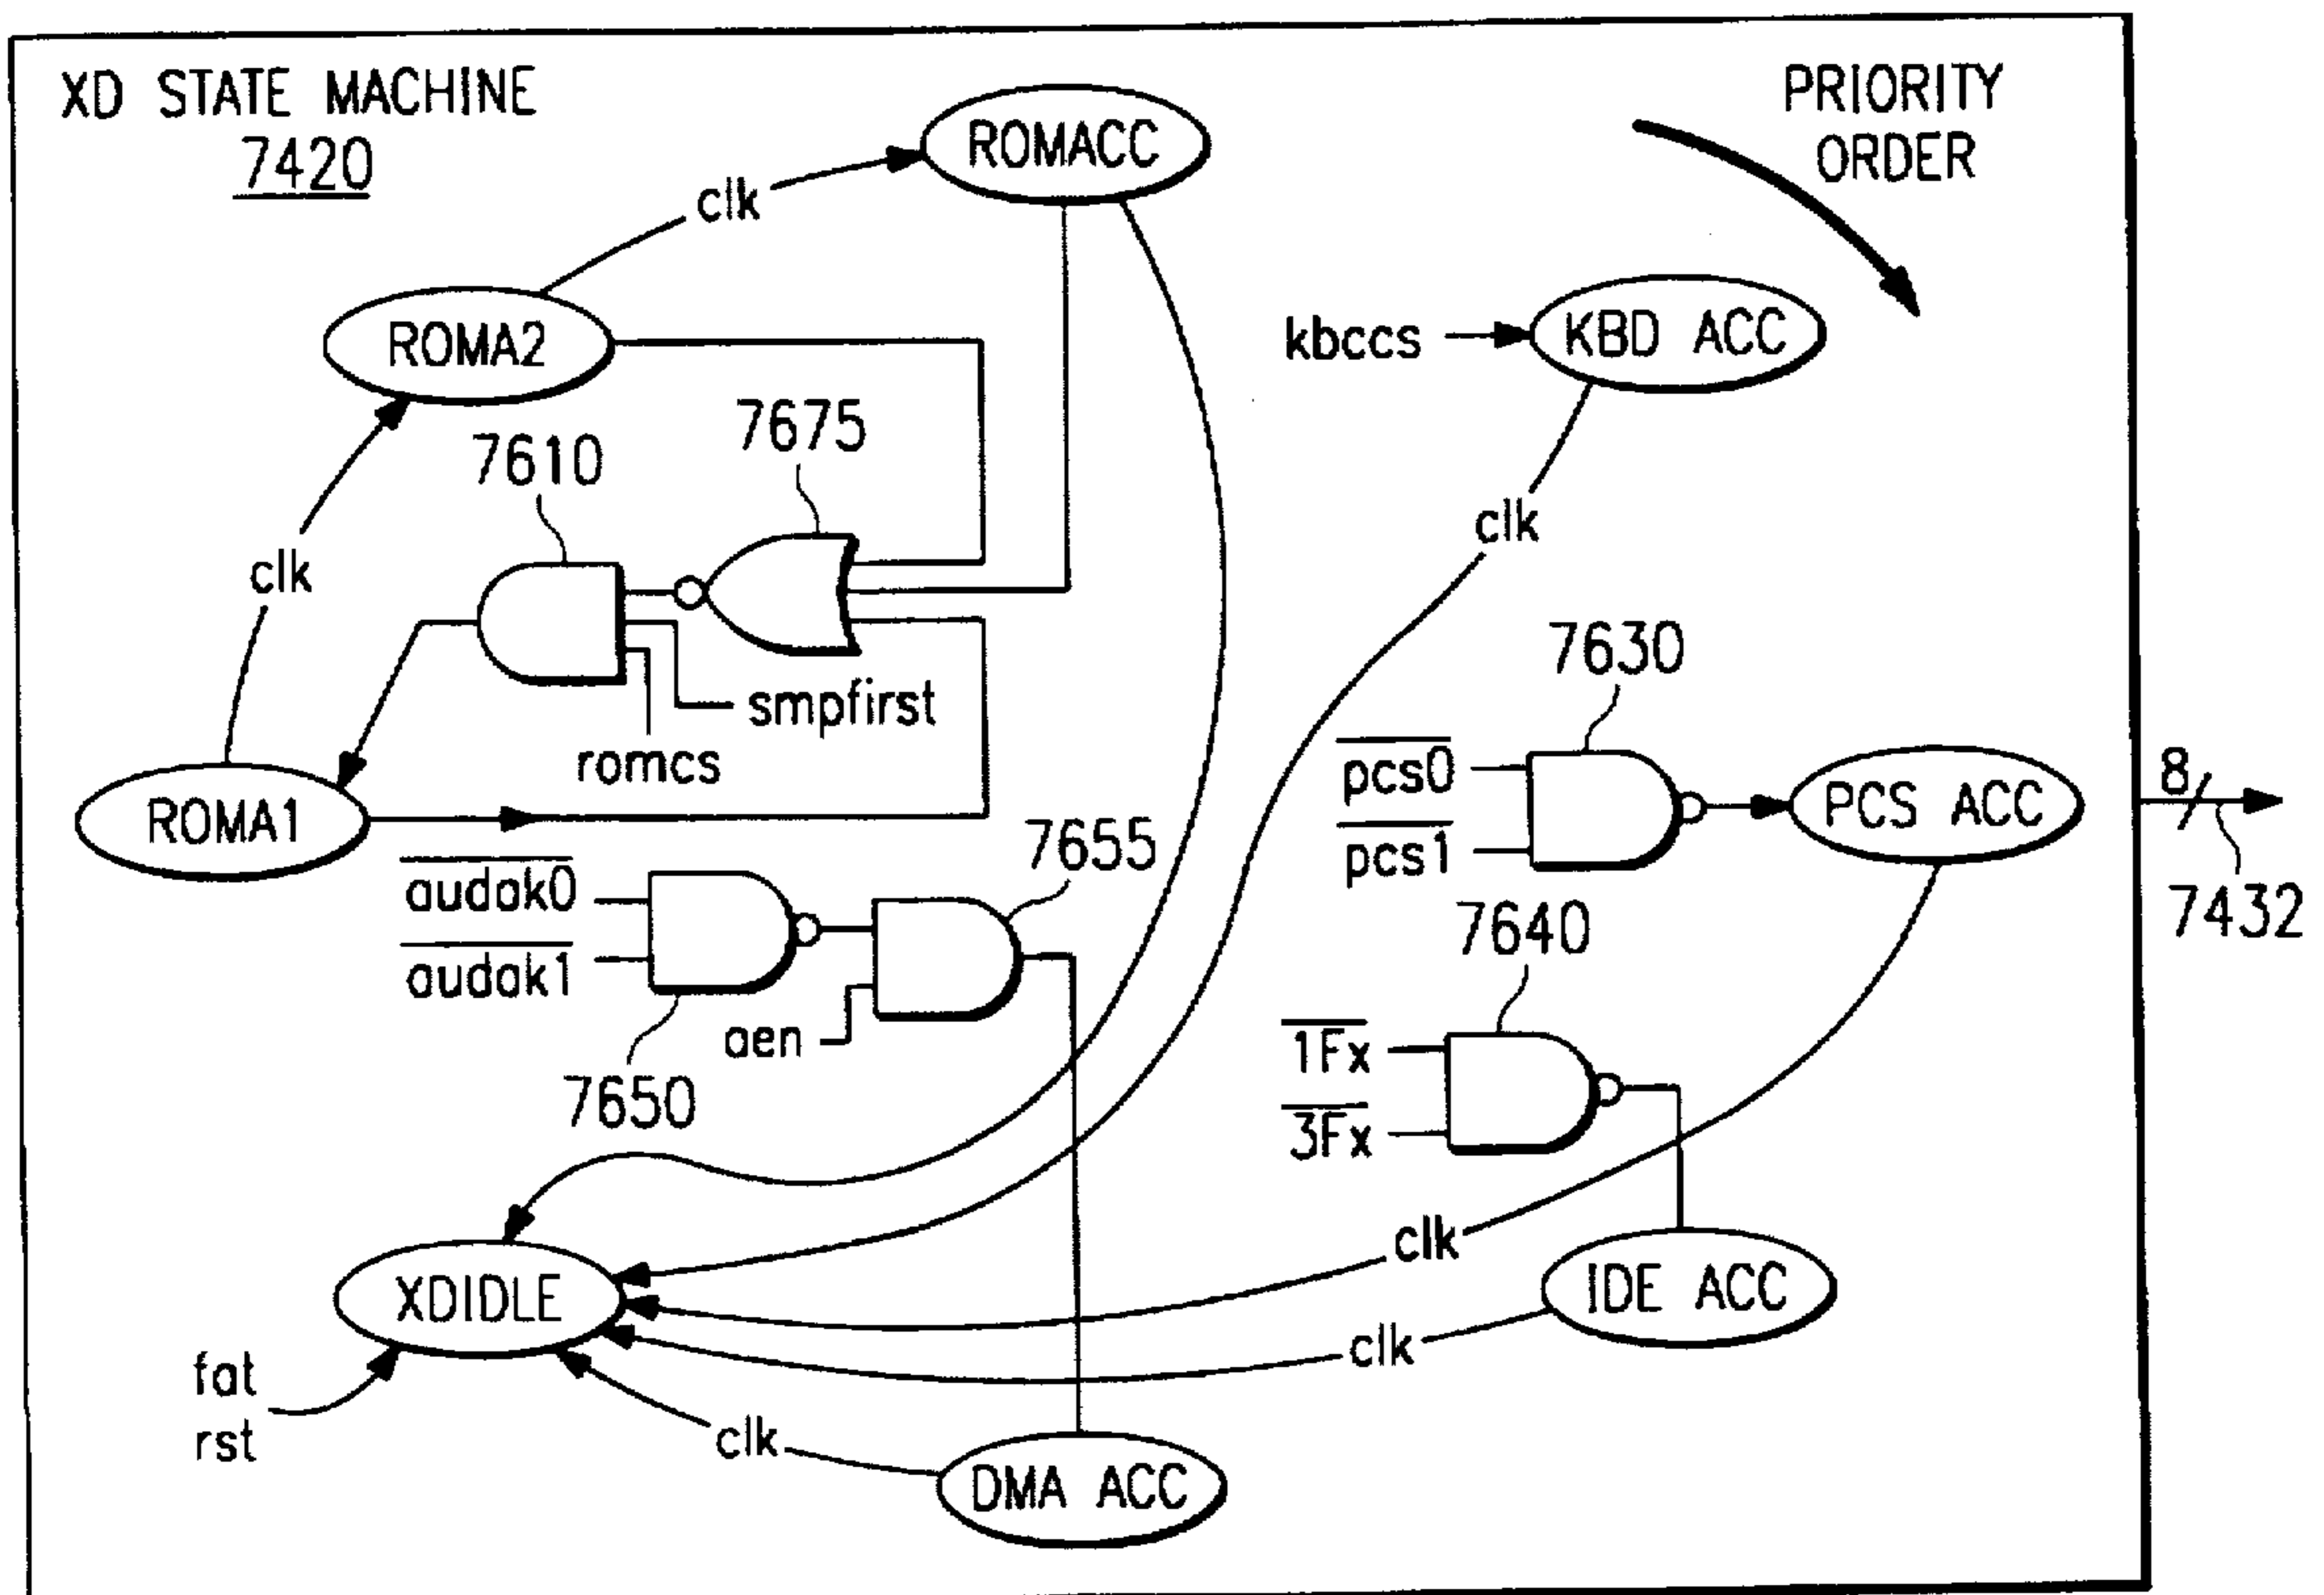 XD STATE MACHINE
7420
PRIORITY
ORDER
ROMACC
clk
ROMA2
kbccs
KBD ACC
7675
7610
clk
clk
7630
smpfirst
romcs
pcs0
pcs1
PCS ACC
8
7432
ROMA1
7655
audak0
audak1
aen
7650
7640
1Fx
3Fx
clk
IDE ACC
XDIDLE
clk
fat
rst
clk
DMA ACC